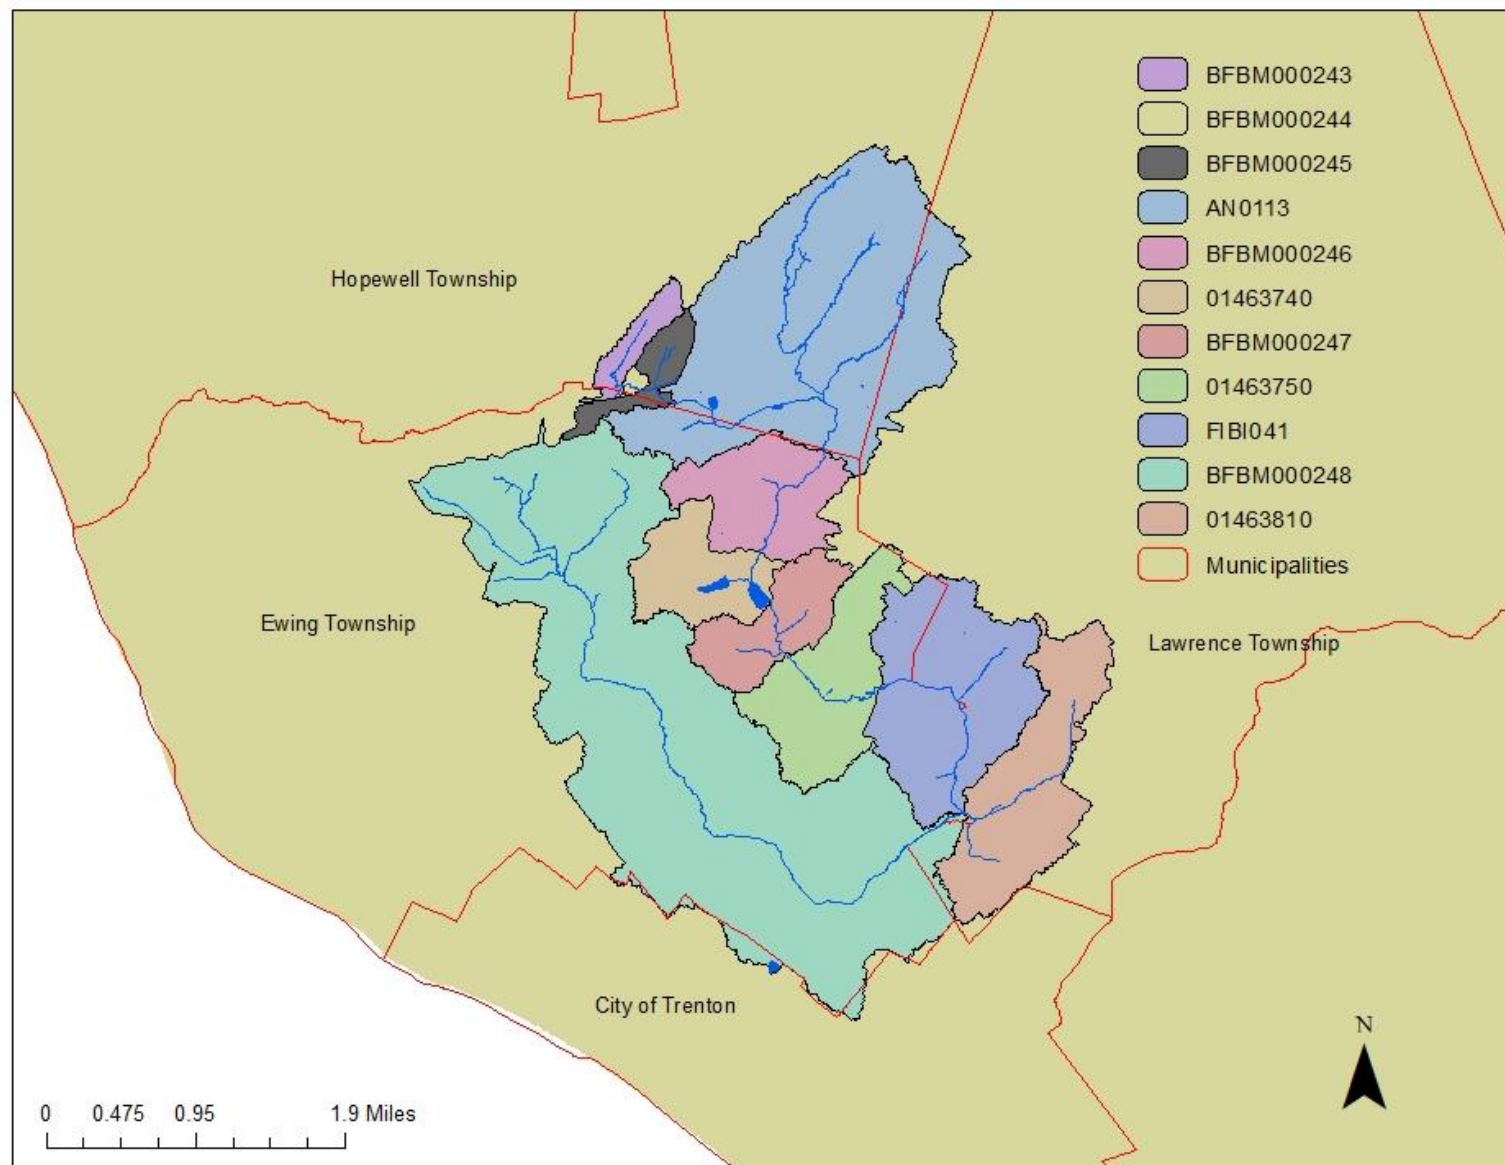 BFBM000243
BFBM000244
BFBM000245
AN0113
BFBM000246
01463740
BFBM000247
01463750
FIBI041
BFBM000248
01463810
Municipalities
Hopewell Township
Ewing Township
Lawrence Township
City of Trenton
N
0 0.475 0.95 1.9 Miles